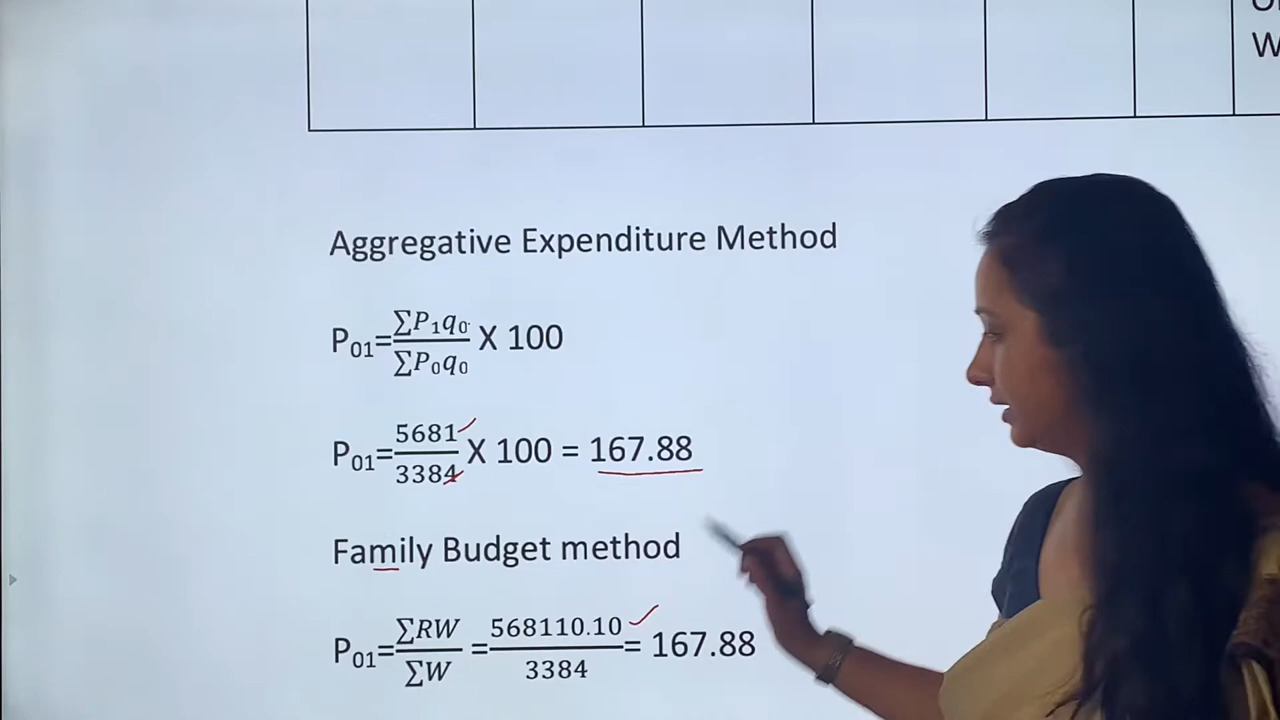 W
Aggregative Expenditure Method
P₀₁=∑P₁q₀/∑P₀q₀ X 100
P₀₁=5681/3384 X 100 = 167.88
Family Budget method
P₀₁=∑RW/∑W =568110.10/3384= 167.88